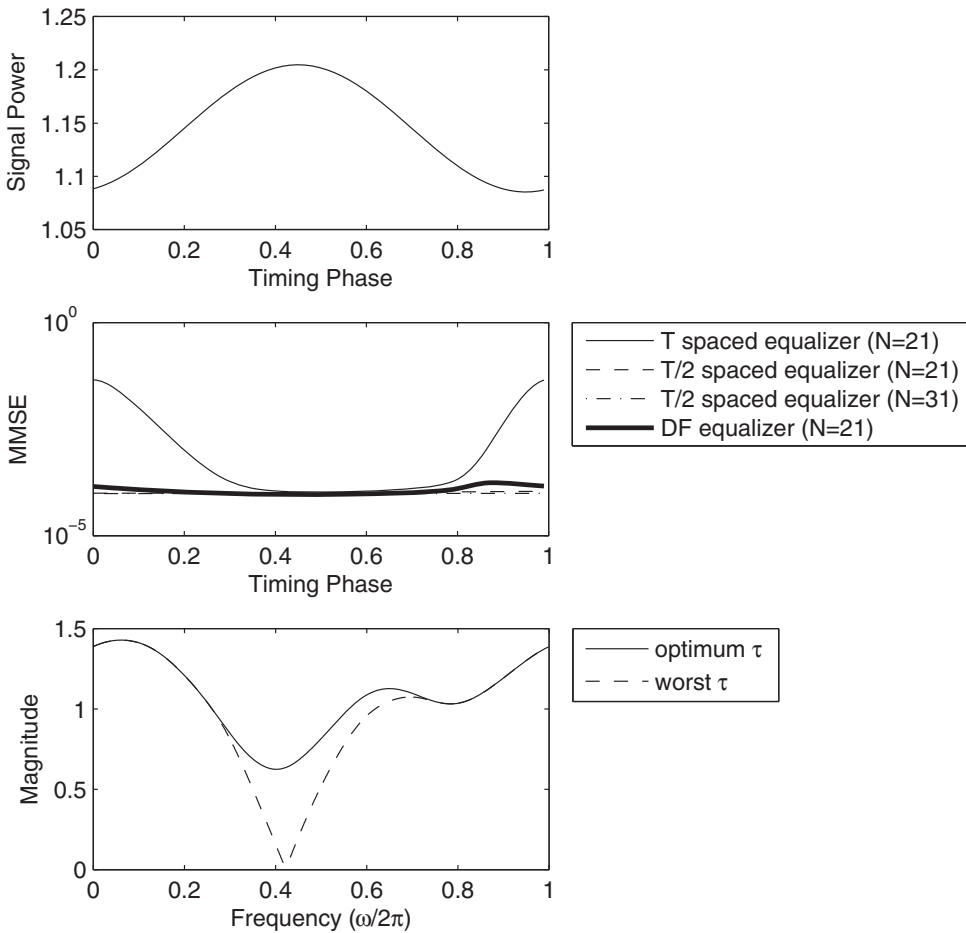 1.25
1.2
1.15
1.1
1.05
Signal Power
0 0.2 0.4 0.6 0.8 1
Timing Phase
10^0
10^-5
MMSE
0 0.2 0.4 0.6 0.8 1
Timing Phase
T spaced equalizer (N=21)
T/2 spaced equalizer (N=21)
T/2 spaced equalizer (N=31)
DF equalizer (N=21)
1.5
1
0.5
0
Magnitude
0 0.2 0.4 0.6 0.8 1
Frequency (ω/2π)
optimum τ
worst τ